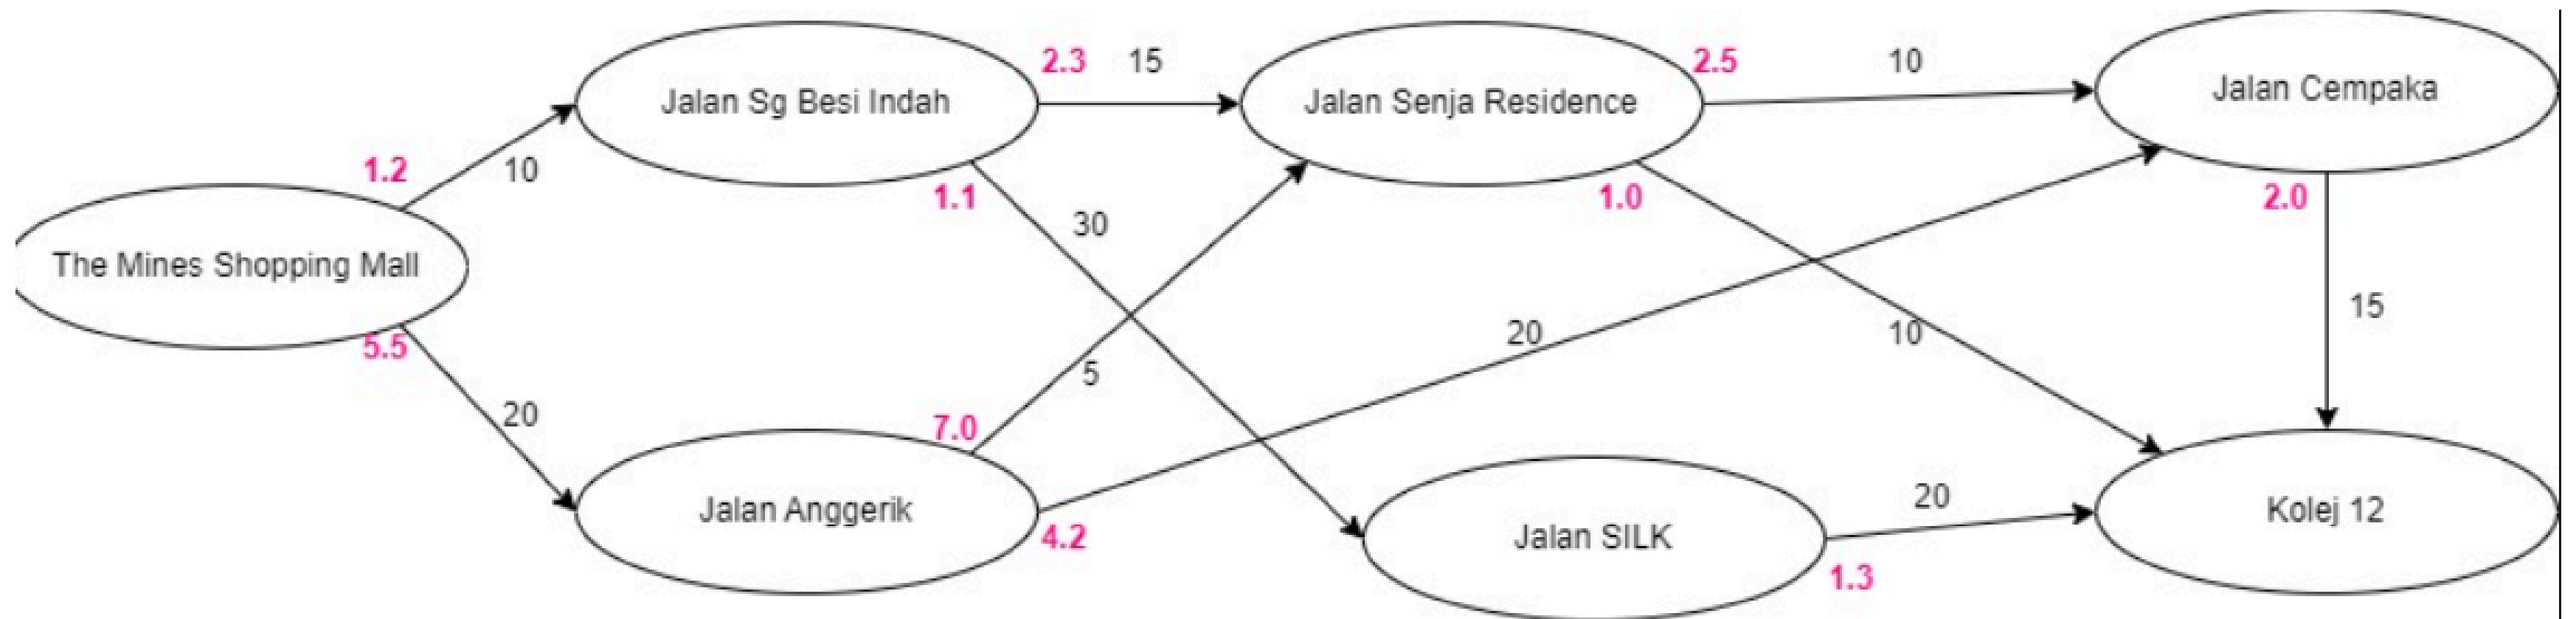 2.3 15
2.5 10
Jalan Sg Besi Indah
Jalan Senja Residence
Jalan Cempaka
1.2 10
1.1
30
1.0
2.0
The Mines Shopping Mall
5.5
20
10
15
5
20
7.0
Jalan Anggerik
4.2
Jalan SILK
20
1.3
Kolej 12